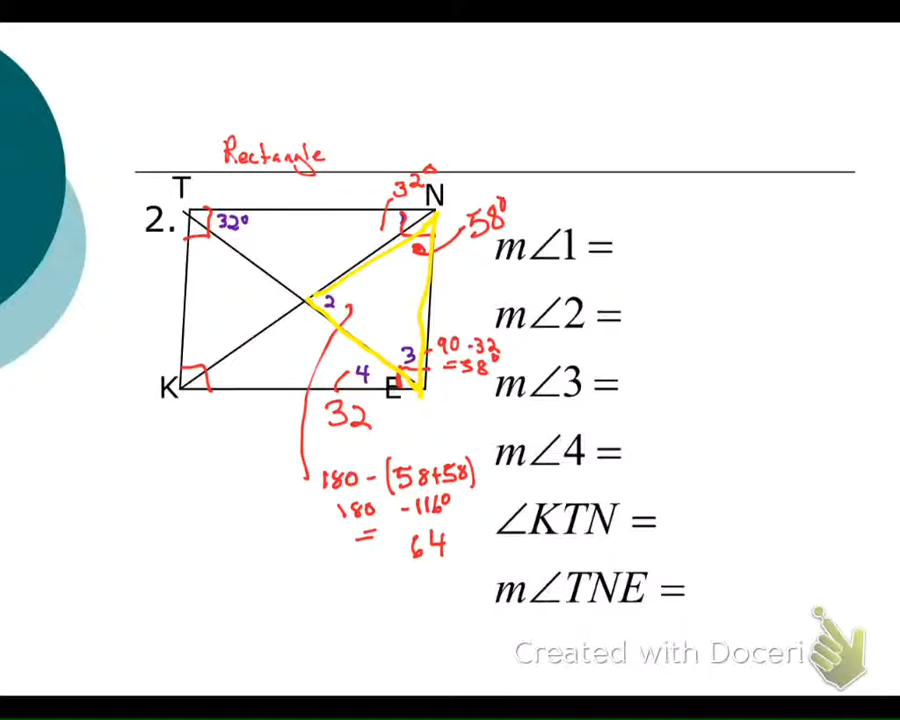 Rectangle
T
32°
N
2.
32°
1
58°
m∠1 =
2
m∠2 =
3
90 -32
= 58°
K
4
E
m∠3 =
32
m∠4 =
180 - (58+58)
180 -116°
= 64
∠KTN =
m∠TNE =
Created with Doceri